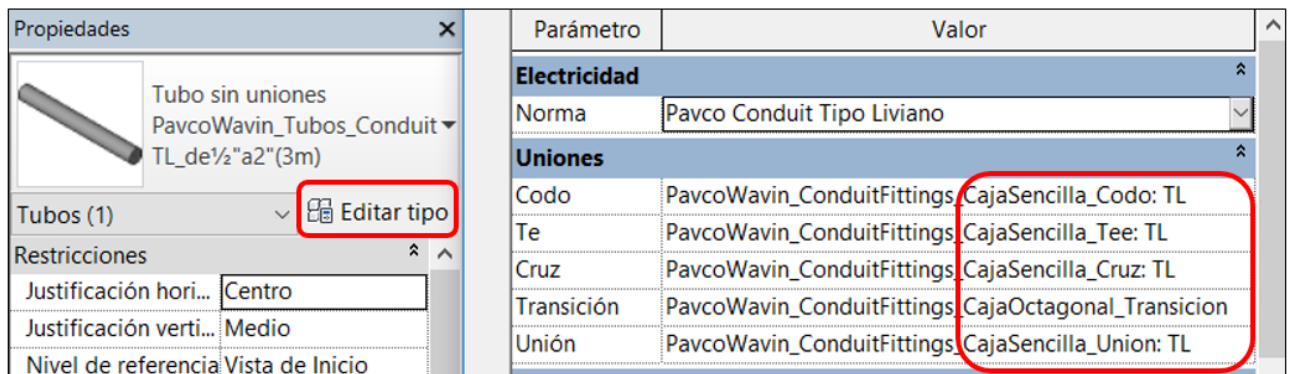 Propiedades
Tubo sin uniones
PavcoWavin_Tubos_Conduit
TL_de½"a2"(3m)
Tubos (1)
Editar tipo
Restricciones
Justificación hori... Centro
Justificación verti... Medio
Nivel de referencia Vista de Inicio
Parámetro Valor
Electricidad
Norma Pavco Conduit Tipo Liviano
Uniones
Codo PavcoWavin_ConduitFittings_CajaSencilla_Codo: TL
Te PavcoWavin_ConduitFittings_CajaSencilla_Tee: TL
Cruz PavcoWavin_ConduitFittings_CajaSencilla_Cruz: TL
Transición PavcoWavin_ConduitFittings_CajaOctagonal_Transicion
Unión PavcoWavin_ConduitFittings_CajaSencilla_Union: TL